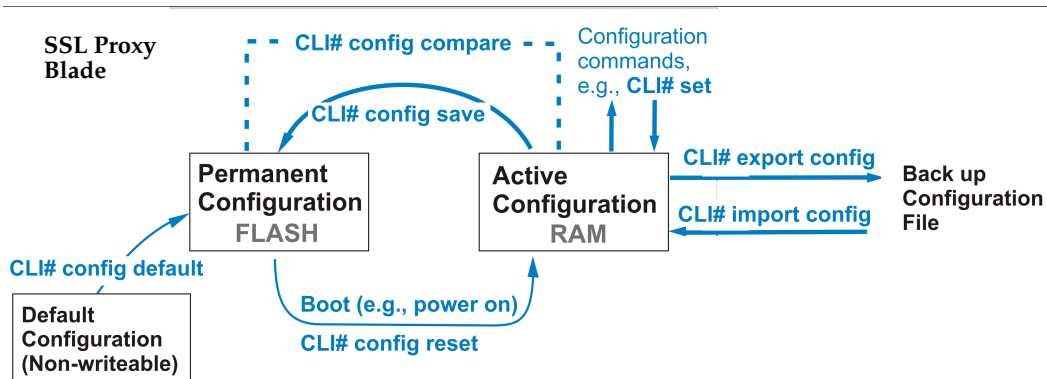 SSL Proxy
Blade
CLI# config compare
Configuration
commands,
e.g., CLI# set
CLI# config save
Permanent
Configuration
FLASH
Active
Configuration
RAM
CLI# export config
CLI# import config
Back up
Configuration
File
CLI# config default
Default
Configuration
(Non-writeable)
Boot (e.g., power on)
CLI# config reset